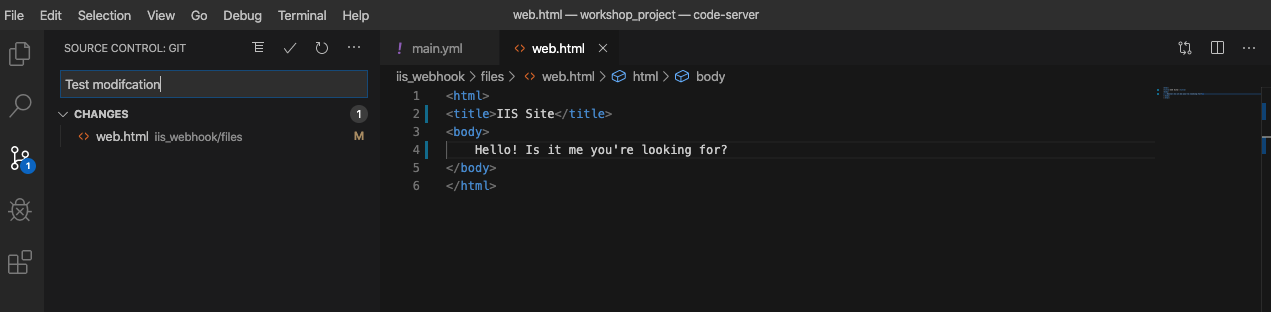 File Edit Selection View Go Debug Terminal Help web.html — workshop_project — code-server
SOURCE CONTROL: GIT
Test modifcation
CHANGES 1
web.html iis_webhook/files M
1
main.yml web.html
iis_webhook > files > web.html > html > body
1 <html>
2 <title>IIS Site</title>
3 <body>
4 Hello! Is it me you're looking for?
5 </body>
6 </html>